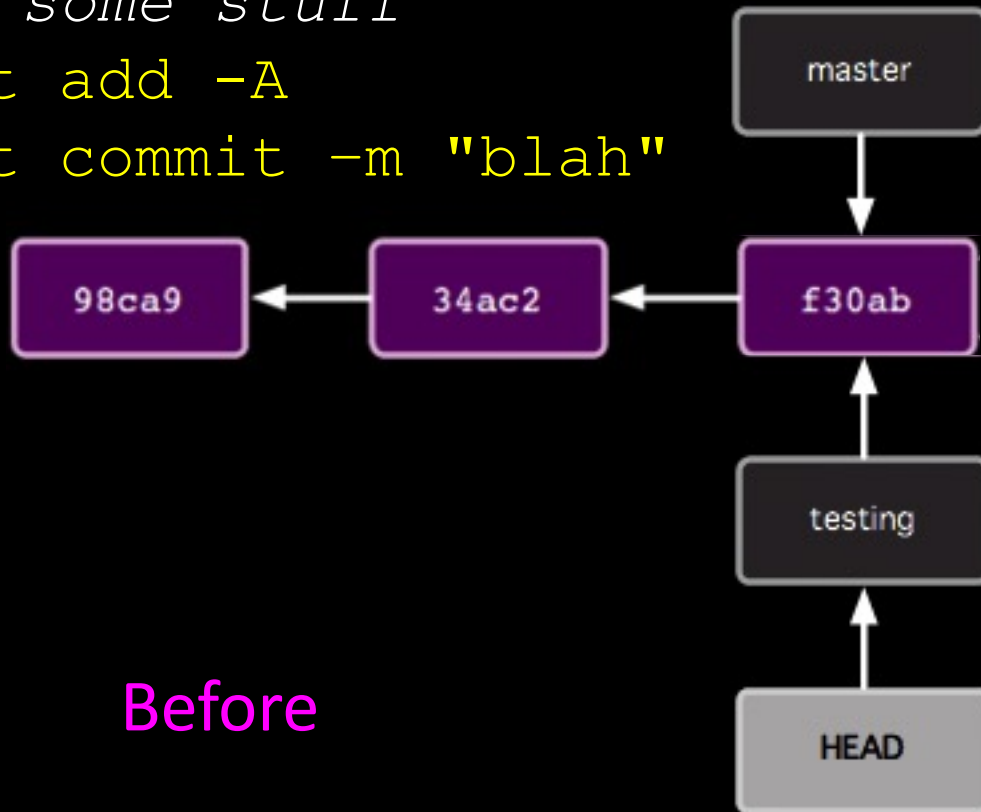 some stuff
t add -A
t commit –m "blah"
master
98ca9
34ac2
f30ab
testing
Before
HEAD